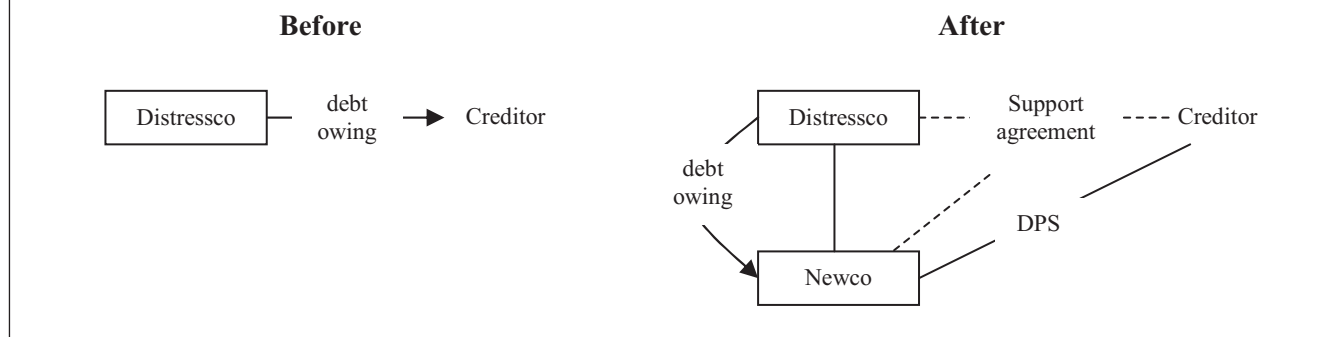 Before
Distressco
debt
owing
Creditor
After
Distressco
Support
agreement
Creditor
debt
owing
DPS
Newco